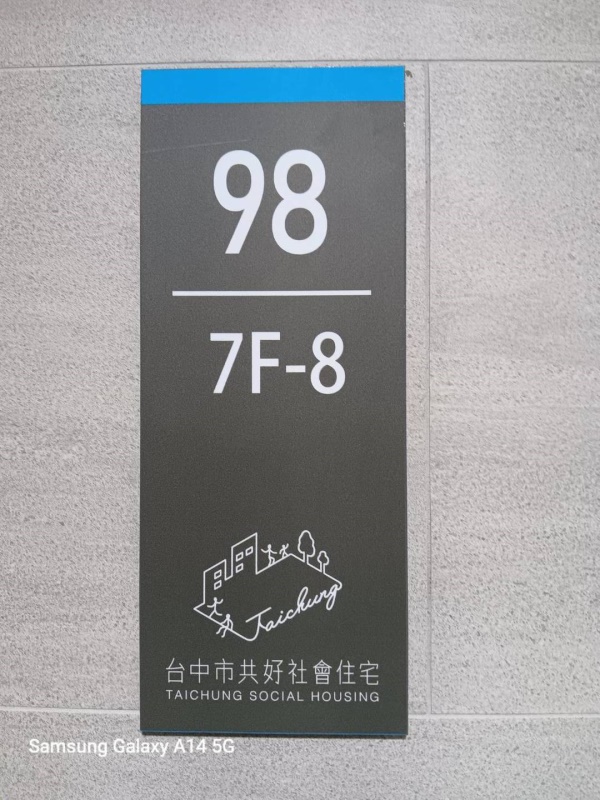 98
7F-8
Taichung
台中市共好社會住宅
TAICHUNG SOCIAL HOUSING
Samsung Galaxy A14 5G